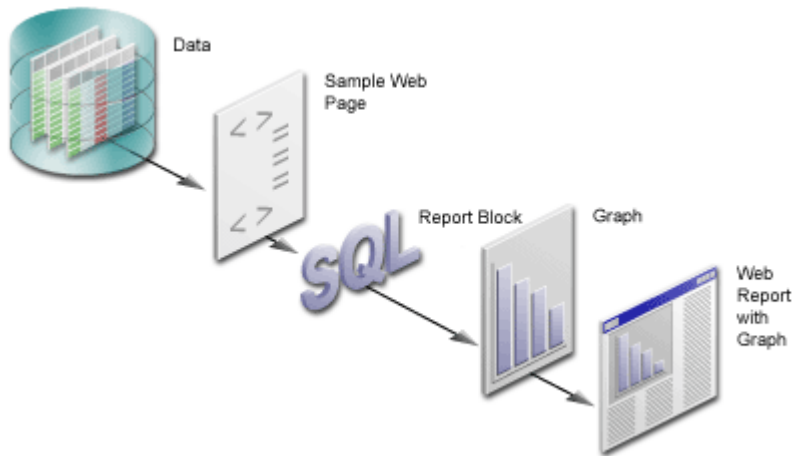 Data
Sample Web
Page
< >
=
=
=
=
< >
SQL
Report Block
Graph
Web
Report
with
Graph